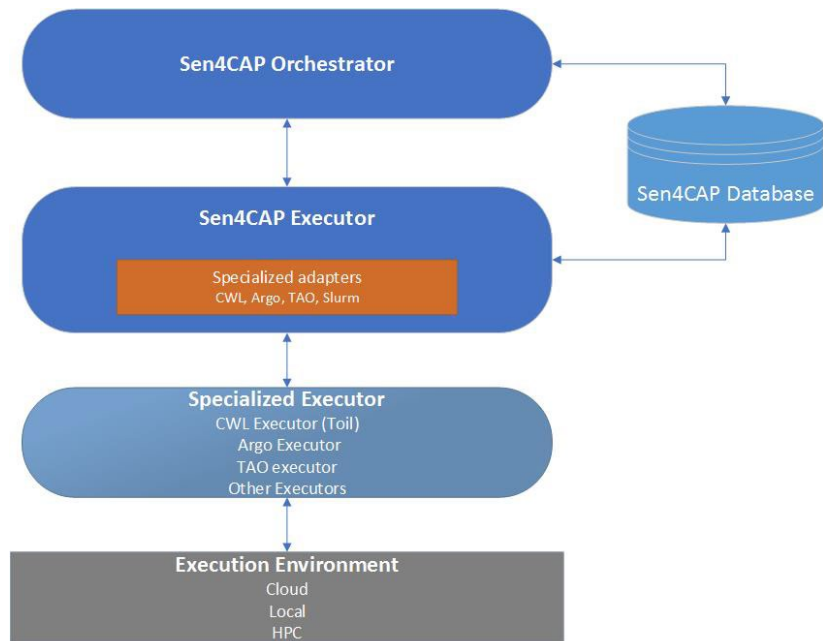 Sen4CAP Orchestrator
Sen4CAP Database
Sen4CAP Executor
Specialized adapters
CWL, Argo, TAO, Slurm
Specialized Executor
CWL Executor (Toil)
Argo Executor
TAO executor
Other Executors
Execution Environment
Cloud
Local
HPC